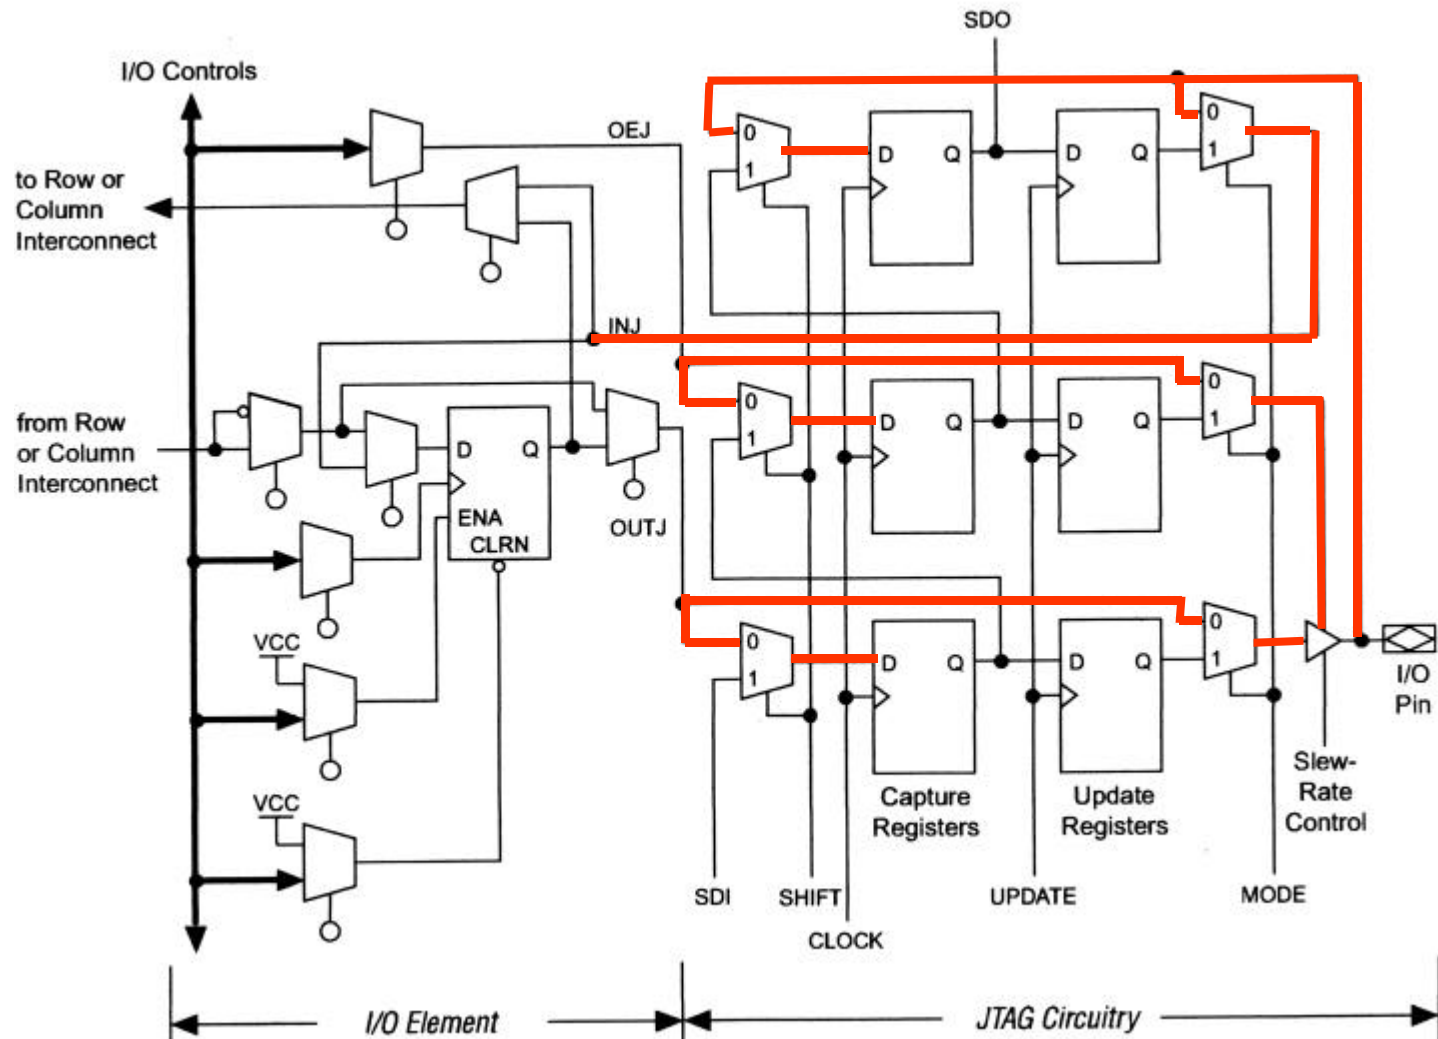 SDO
I/O Controls
OEJ
0
1
D
Q
D
Q
0
1
to Row or
Column
Interconnect
INJ
from Row
or Column
Interconnect
D
Q
ENA
CLRN
OUTJ
0
1
D
Q
D
Q
0
1
VCC
VCC
0
1
D
Q
D
Q
0
1
I/O
Pin
Capture
Registers
Update
Registers
Slew-
Rate
Control
SDI
SHIFT
CLOCK
UPDATE
MODE
I/O Element
JTAG Circuitry